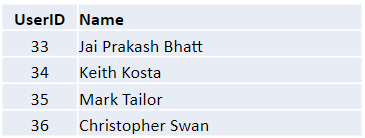 UserID Name
33 Jai Prakash Bhatt
34 Keith Kosta
35 Mark Tailor
36 Christopher Swan